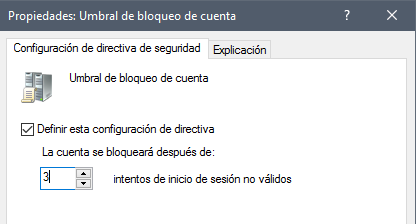 Propiedades: Umbral de bloqueo de cuenta
Configuración de directiva de seguridad
Explicación
Umbral de bloqueo de cuenta
Definir esta configuración de directiva
La cuenta se bloqueará después de:
3 intentos de inicio de sesión no válidos